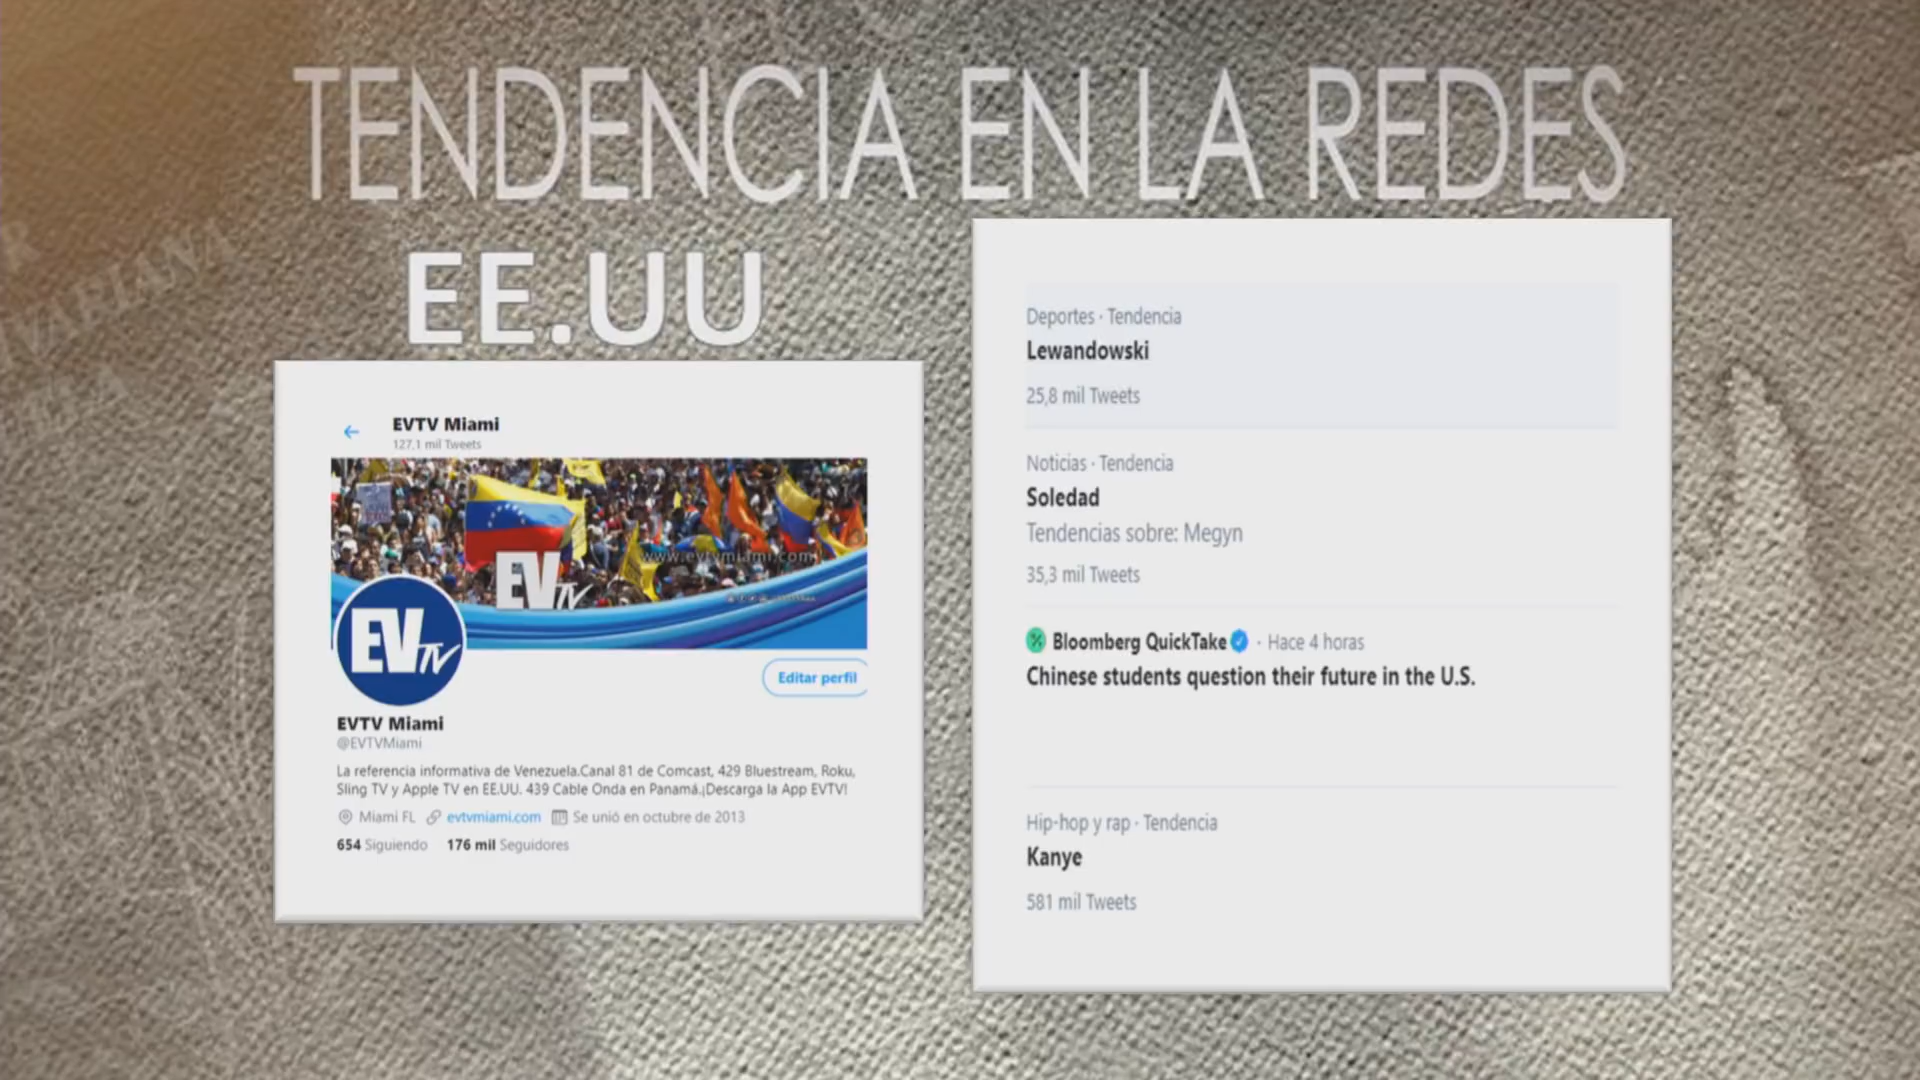 TENDENCIA EN LA REDES
EE.UU
EVTV Miami
127,1 mil Tweets
www.evtvmiami.com
EVTV
EVTV
Editar perfil
EVTV Miami
@EVTVMiami
La referencia informativa de Venezuela.Canal 81 de Comcast, 429 Bluestream, Roku,
Sling TV y Apple TV en EE.UU. 439 Cable Onda en Panamá.¡Descarga la App EVTV!
Miami FL evtvmiami.com Se unió en octubre de 2013
654 Siguiendo 176 mil Seguidores
Deportes · Tendencia
Lewandowski
25,8 mil Tweets
Noticias · Tendencia
Soledad
Tendencias sobre: Megyn
35,3 mil Tweets
Bloomberg QuickTake · Hace 4 horas
Chinese students question their future in the U.S.
Hip-hop y rap · Tendencia
Kanye
581 mil Tweets